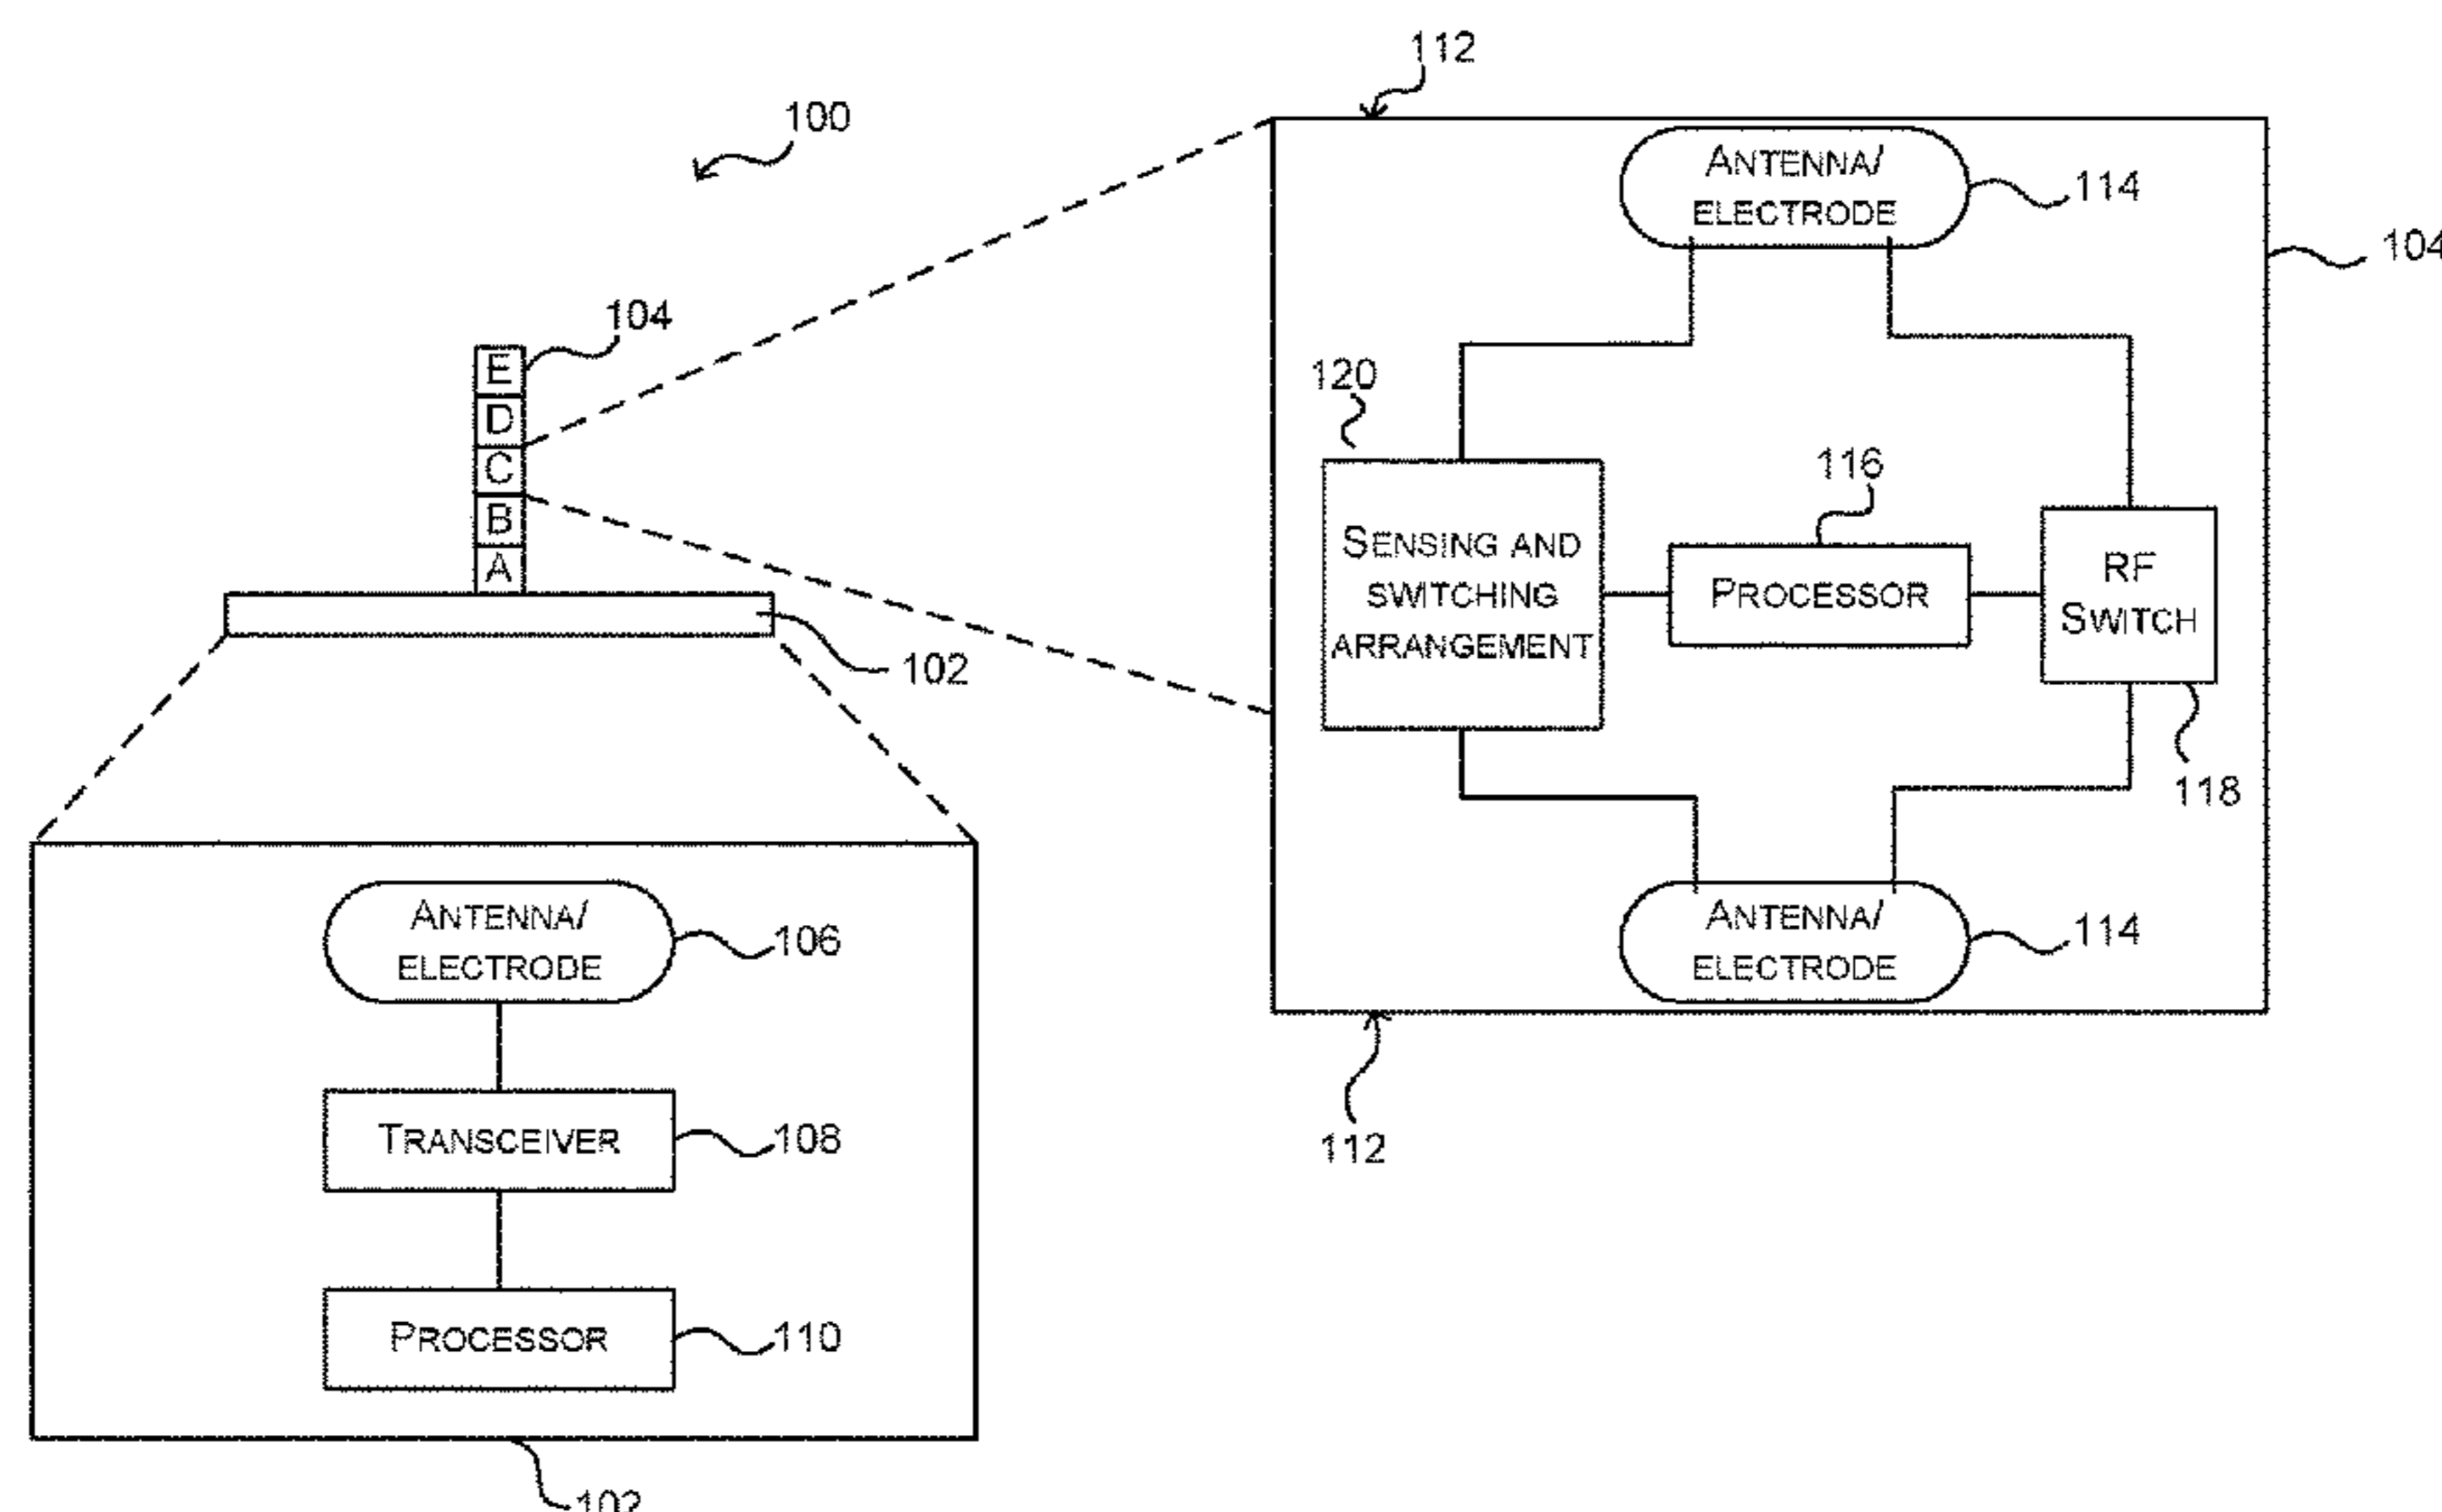 112
100
ANTENNA/
ELECTRODE
114
104
104
E
D
C
B
A
120
116
SENSING AND
SWITCHING
ARRANGEMENT
PROCESSOR
RF
SWITCH
102
118
ANTENNA/
ELECTRODE
106
ANTENNA/
ELECTRODE
114
TRANSCEIVER
108
112
PROCESSOR
110
102